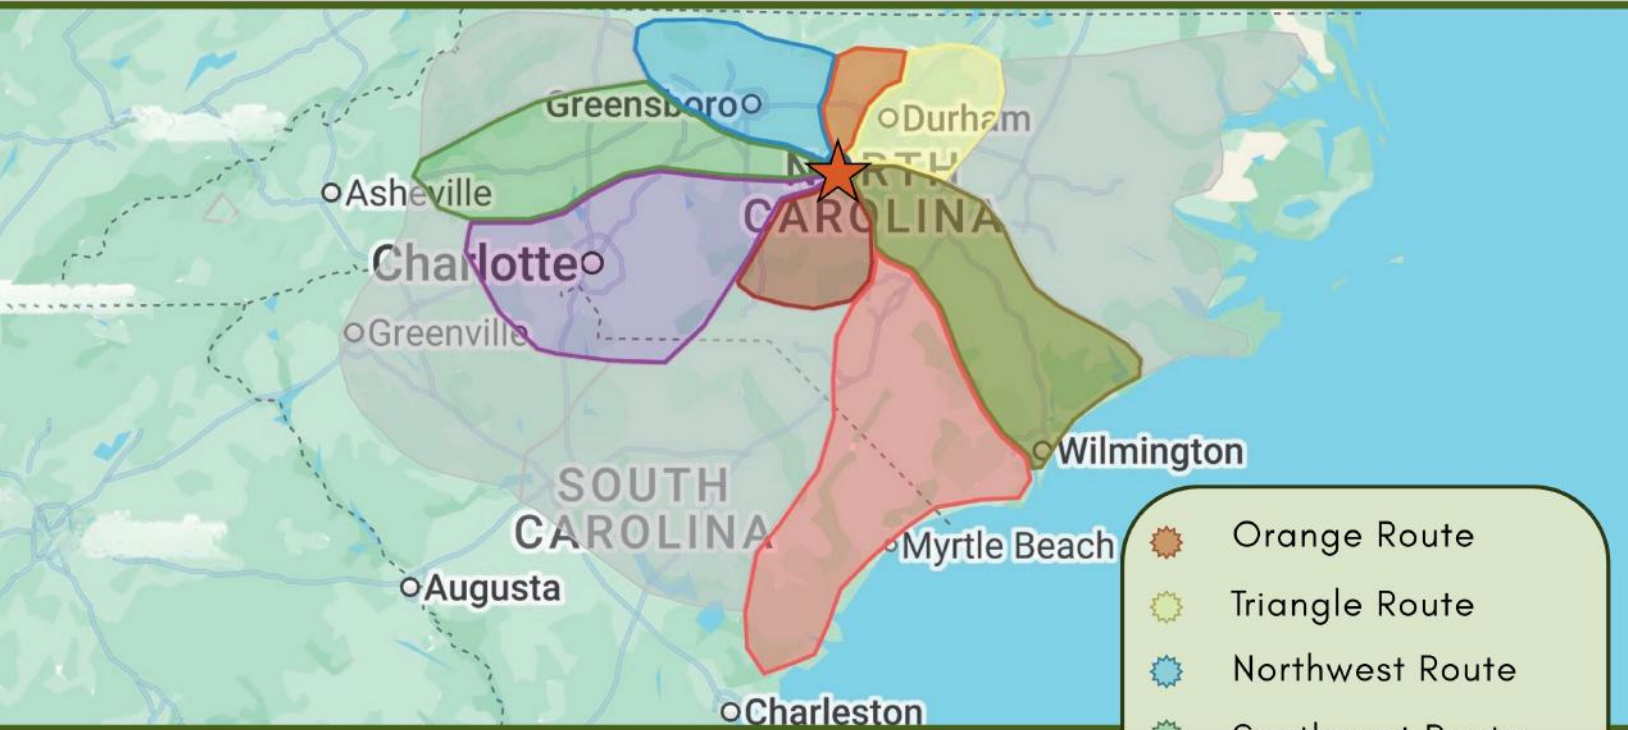 Greensboro
Durham
NORTH
CAROLINA
Asheville
Charlotte
Greenville
Wilmington
SOUTH
CAROLINA
Myrtle Beach
Augusta
Charleston
Orange Route
Triangle Route
Northwest Route